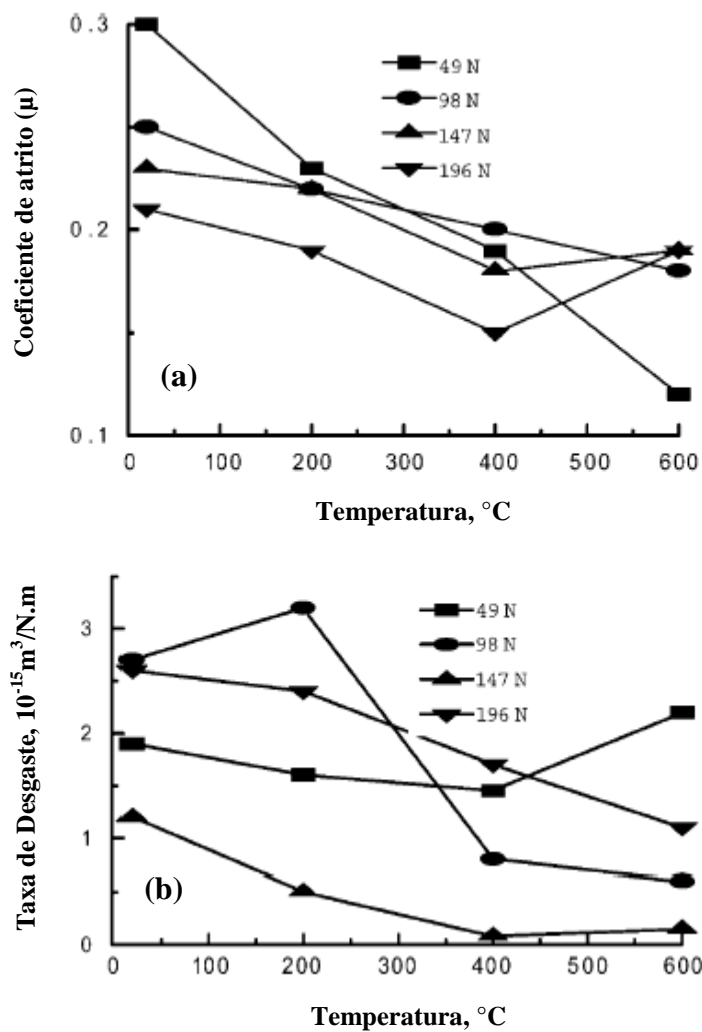 0.3
49 N
98 N
147 N
196 N
Coeficiente de atrito (μ)
0.2
(a)
0.1
0 100 200 300 400 500 600
Temperatura, °C
3
49 N
98 N
147 N
196 N
Taxa de Desgaste, 10⁻¹⁵m³/N.m
2
1
(b)
0
0 100 200 300 400 500 600
Temperatura, °C